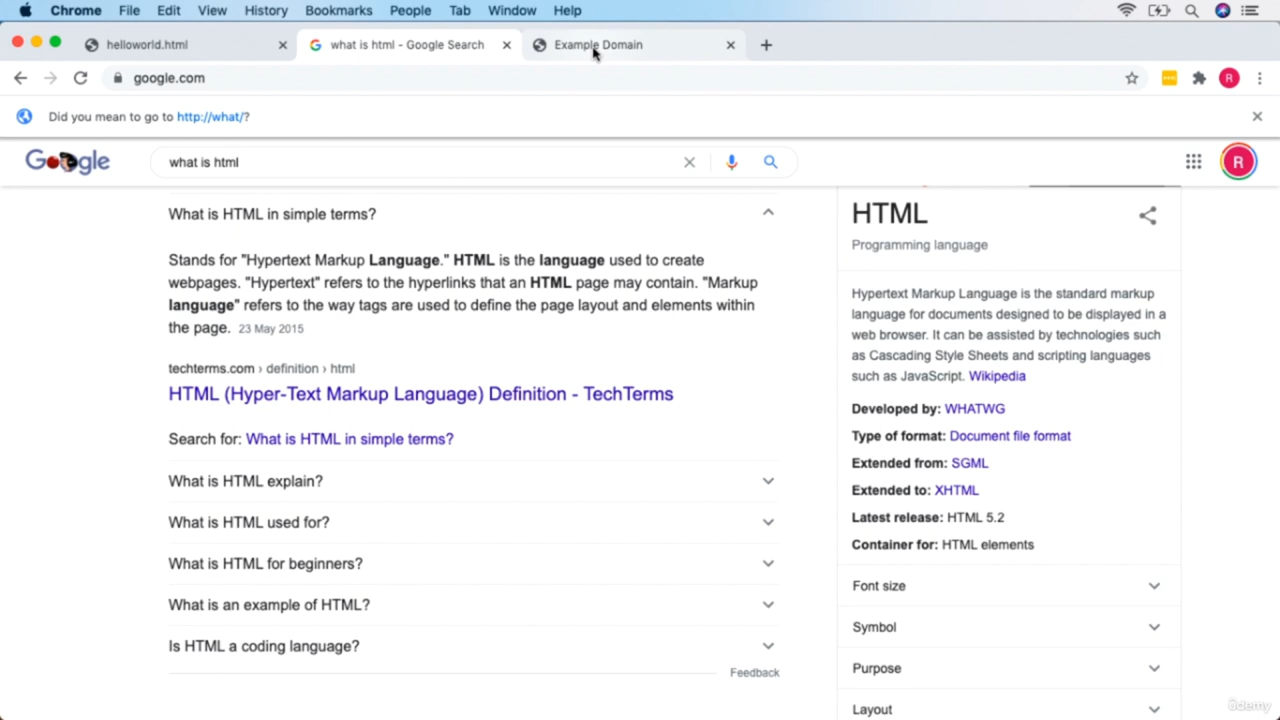 Chrome File Edit View History Bookmarks People Tab Window Help
helloworld.html
what is html - Google Search
Example Domain
google.com
R
Did you mean to go to http://what/?
Google
what is html
R
What is HTML in simple terms?
Stands for "Hypertext Markup Language." HTML is the language used to create
webpages. "Hypertext" refers to the hyperlinks that an HTML page may contain. "Markup
language" refers to the way tags are used to define the page layout and elements within
the page. 23 May 2015
techterms.com › definition › html
HTML (Hyper-Text Markup Language) Definition - TechTerms
Search for: What is HTML in simple terms?
What is HTML explain?
What is HTML used for?
What is HTML for beginners?
What is an example of HTML?
Is HTML a coding language?
Feedback
HTML
Programming language
Hypertext Markup Language is the standard markup
language for documents designed to be displayed in a
web browser. It can be assisted by technologies such
as Cascading Style Sheets and scripting languages
such as JavaScript. Wikipedia
Developed by: WHATWG
Type of format: Document file format
Extended from: SGML
Extended to: XHTML
Latest release: HTML 5.2
Container for: HTML elements
Font size
Symbol
Purpose
Layout
ûdemy